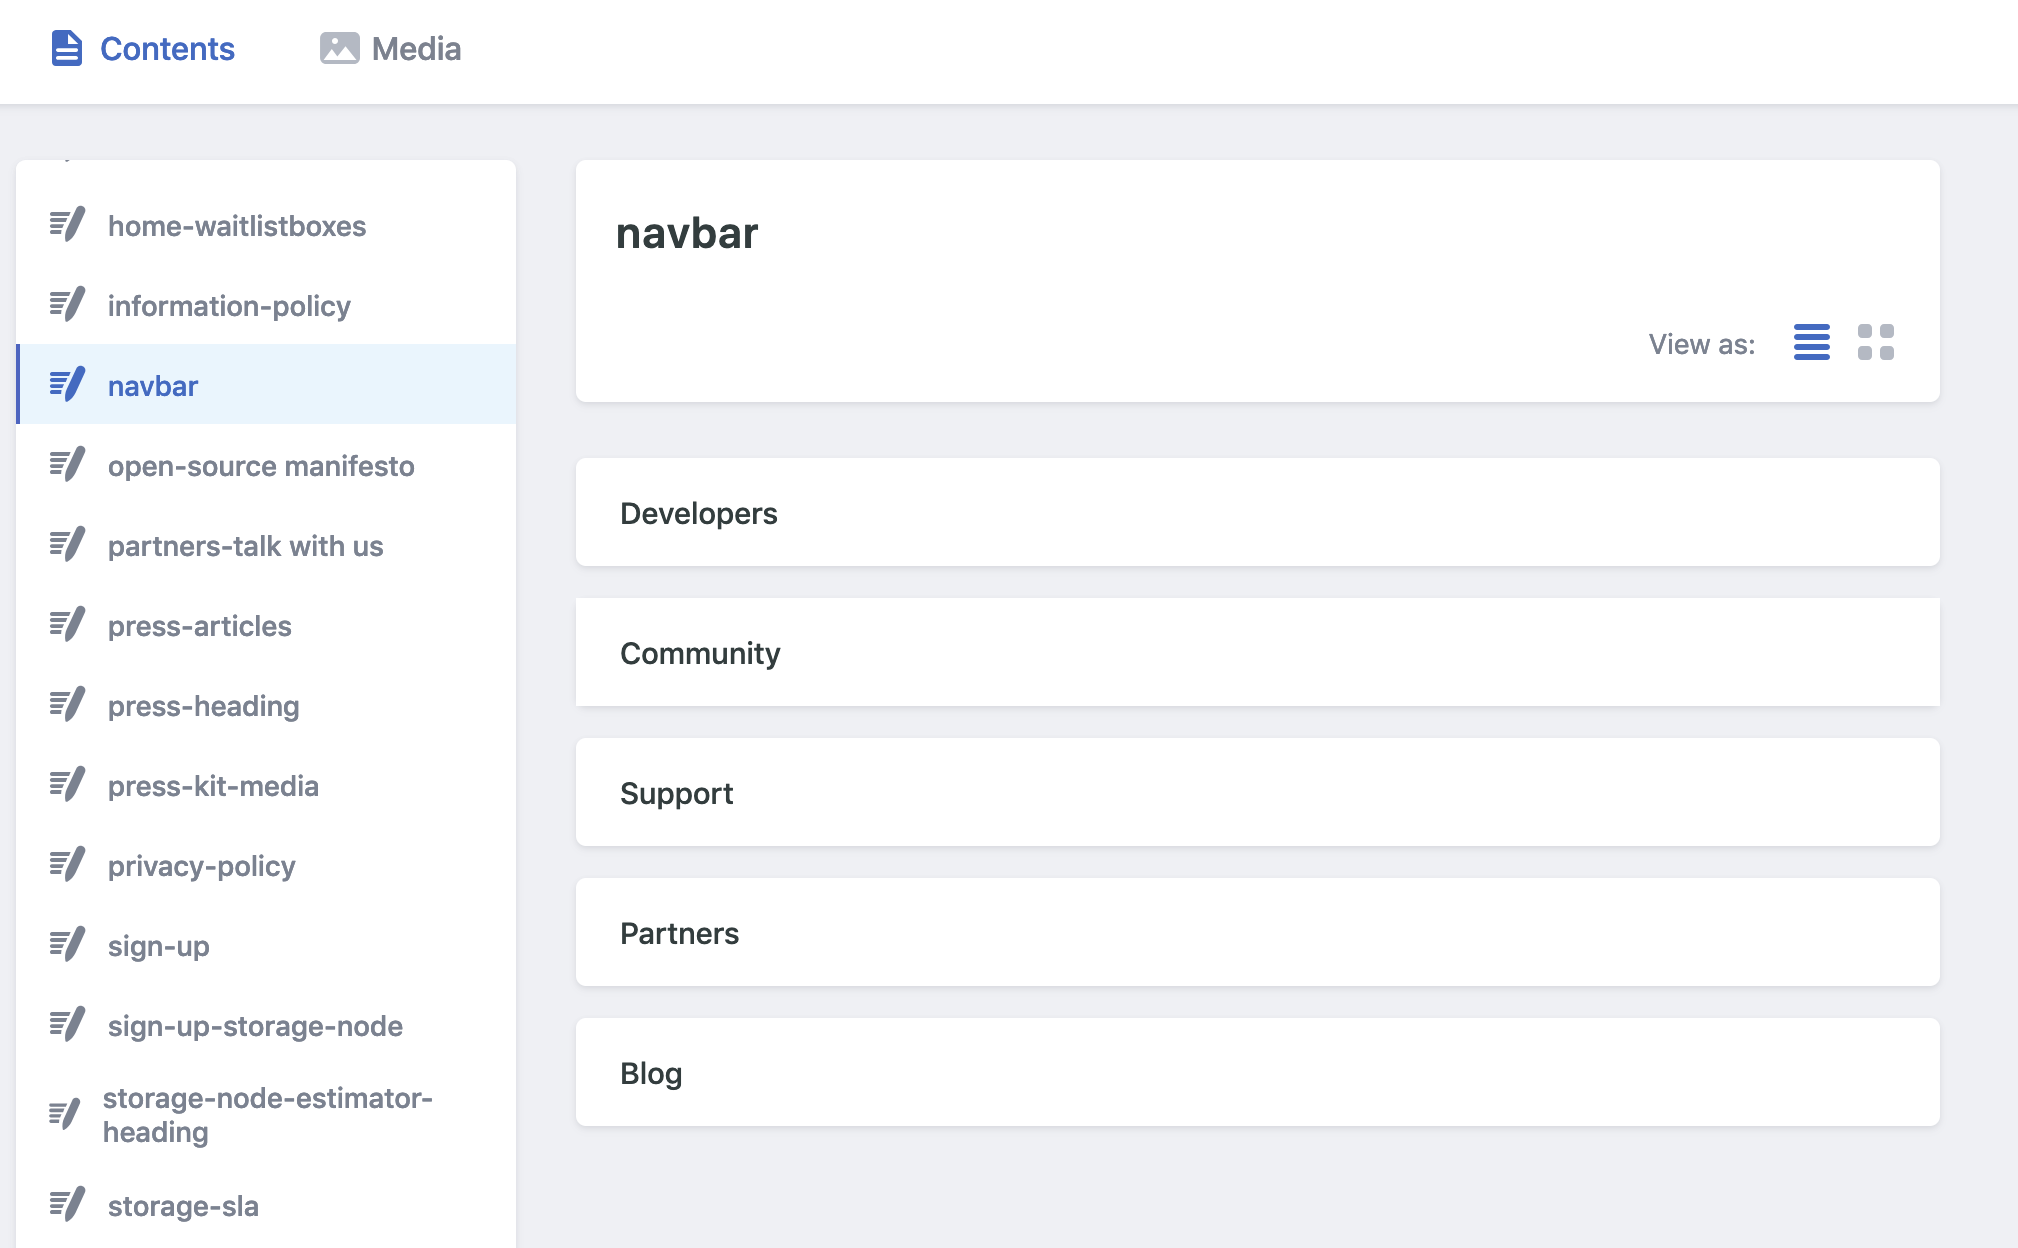 Contents
Media
home-waitlistboxes
information-policy
navbar
open-source manifesto
partners-talk with us
press-articles
press-heading
press-kit-media
privacy-policy
sign-up
sign-up-storage-node
storage-node-estimator-
heading
storage-sla
navbar
View as:
Developers
Community
Support
Partners
Blog